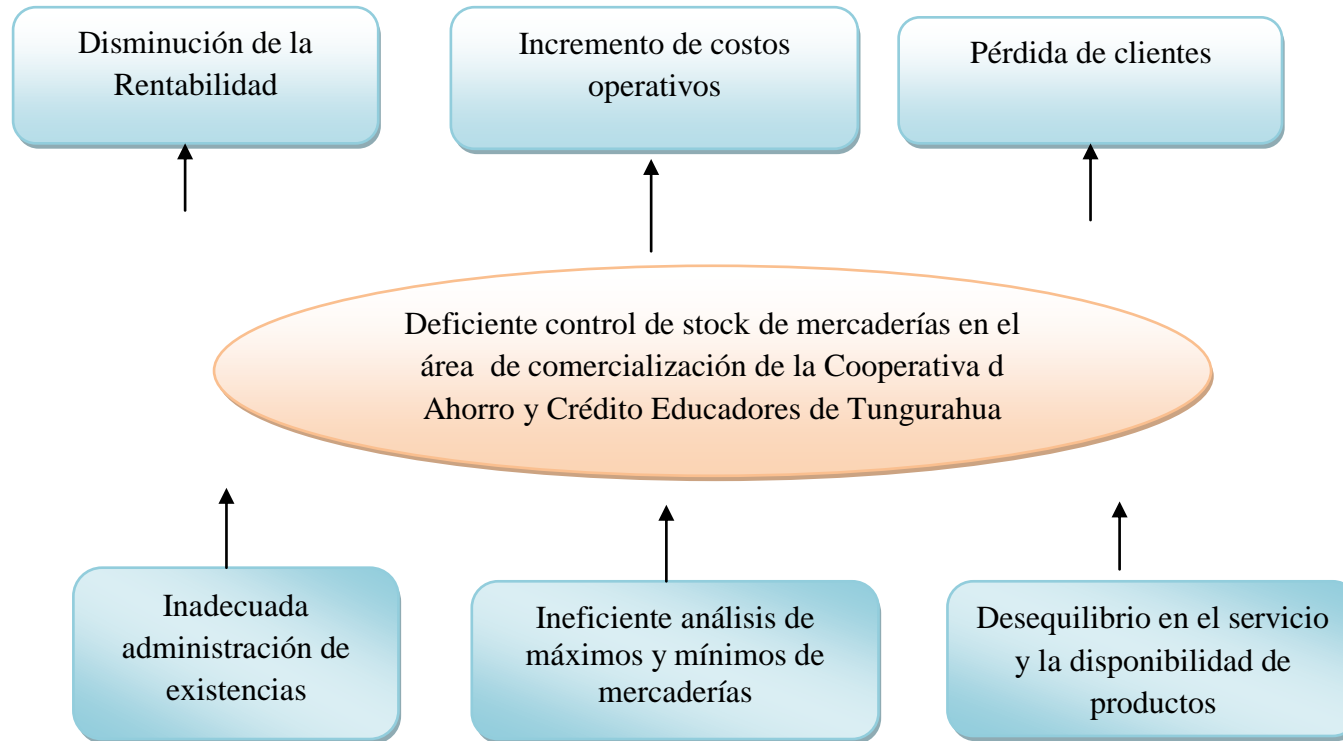 Disminución de la
Rentabilidad
Incremento de costos
operativos
Pérdida de clientes
Deficiente control de stock de mercaderías en el
área de comercialización de la Cooperativa d
Ahorro y Crédito Educadores de Tungurahua
Inadecuada
administración de
existencias
Ineficiente análisis de
máximos y mínimos de
mercaderías
Desequilibrio en el servicio
y la disponibilidad de
productos